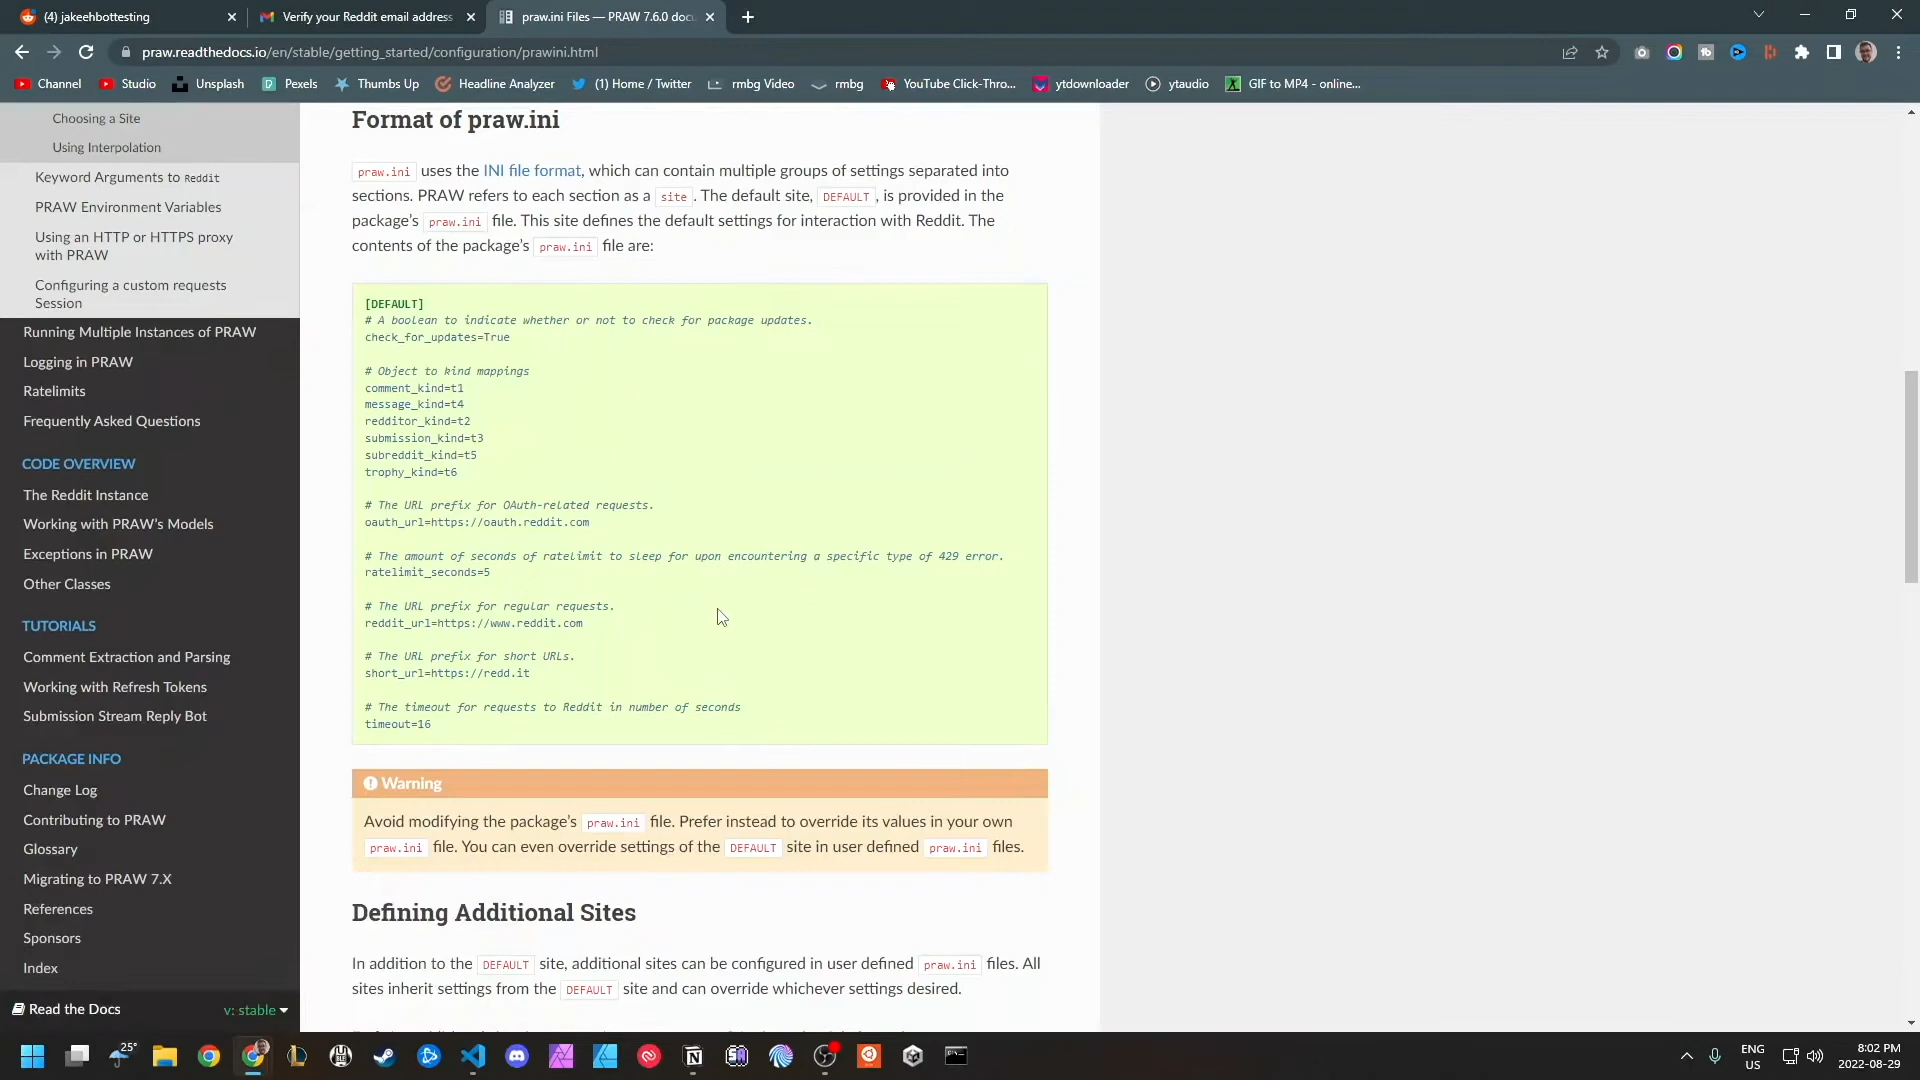 (4) jakeehbottesting
Verify your Reddit email address
praw.ini Files — PRAW 7.6.0 docu
praw.readthedocs.io/en/stable/getting_started/configuration/prawini.html
Channel
Studio
Unsplash
Pexels
Thumbs Up
Headline Analyzer
(1) Home / Twitter
rmbg Video
rmbg
YouTube Click-Thro...
ytdownloader
ytaudio
GIF to MP4 - online...
Choosing a Site
Using Interpolation
Keyword Arguments to Reddit
PRAW Environment Variables
Using an HTTP or HTTPS proxy
with PRAW
Configuring a custom requests
Session
Running Multiple Instances of PRAW
Logging in PRAW
Ratelimits
Frequently Asked Questions
CODE OVERVIEW
The Reddit Instance
Working with PRAW's Models
Exceptions in PRAW
Other Classes
TUTORIALS
Comment Extraction and Parsing
Working with Refresh Tokens
Submission Stream Reply Bot
PACKAGE INFO
Change Log
Contributing to PRAW
Glossary
Migrating to PRAW 7.X
References
Sponsors
Index
Read the Docs
v: stable
Format of praw.ini
praw.ini uses the INI file format, which can contain multiple groups of settings separated into
sections. PRAW refers to each section as a site. The default site, DEFAULT, is provided in the
package's praw.ini file. This site defines the default settings for interaction with Reddit. The
contents of the package's praw.ini file are:
[DEFAULT]
# A boolean to indicate whether or not to check for package updates.
check_for_updates=True
# Object to kind mappings
comment_kind=t1
message_kind=t4
redditor_kind=t2
submission_kind=t3
subreddit_kind=t5
trophy_kind=t6
# The URL prefix for OAuth-related requests.
oauth_url=https://oauth.reddit.com
# The amount of seconds of ratelimit to sleep for upon encountering a specific type of 429 error.
ratelimit_seconds=5
# The URL prefix for regular requests.
reddit_url=https://www.reddit.com
# The URL prefix for short URLs.
short_url=https://redd.it
# The timeout for requests to Reddit in number of seconds
timeout=16
Warning
Avoid modifying the package's praw.ini file. Prefer instead to override its values in your own
praw.ini file. You can even override settings of the DEFAULT site in user defined praw.ini files.
Defining Additional Sites
In addition to the DEFAULT site, additional sites can be configured in user defined praw.ini files. All
sites inherit settings from the DEFAULT site and can override whichever settings desired.
25°
ENG
US
8:02 PM
2022-08-29